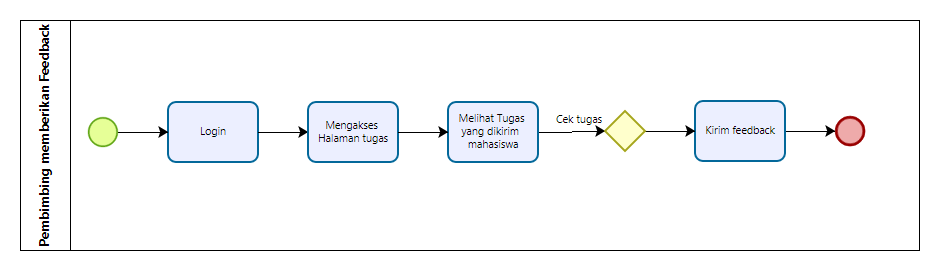 Pembimbing memberikan Feedback
Login
Mengakses
Halaman tugas
Melihat Tugas
yang dikirim
mahasiswa
Cek tugas
Kirim feedback